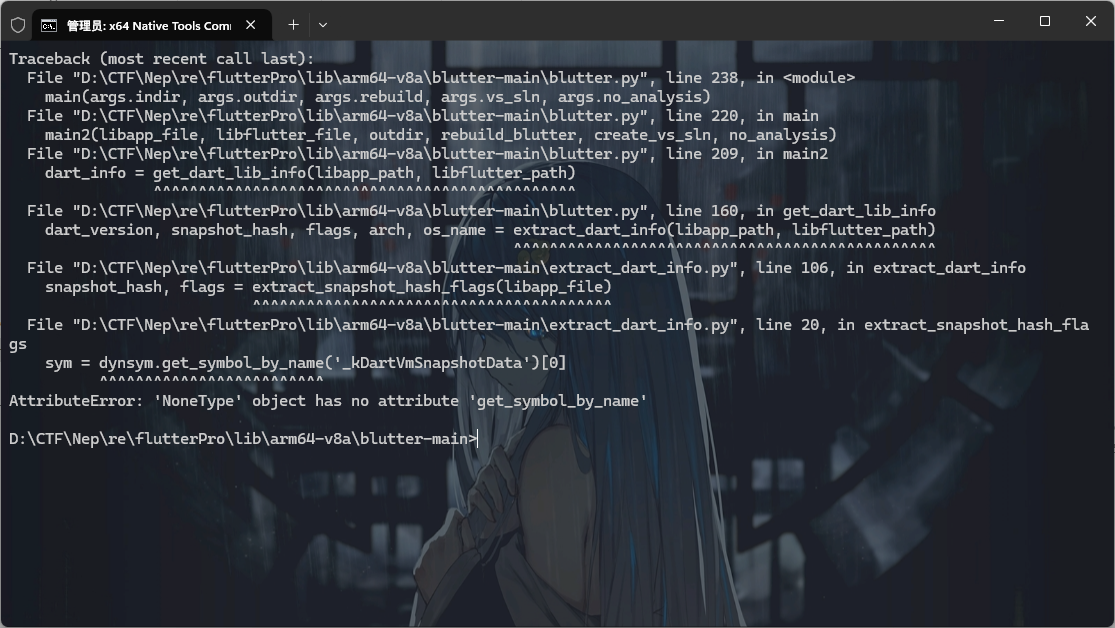 管理员: x64 Native Tools Com
Traceback (most recent call last):
  File "D:\CTF\Nep\re\flutterPro\lib\arm64-v8a\blutter-main\blutter.py", line 238, in <module>
    main(args.indir, args.outdir, args.rebuild, args.vs_sln, args.no_analysis)
  File "D:\CTF\Nep\re\flutterPro\lib\arm64-v8a\blutter-main\blutter.py", line 220, in main
    main2(libapp_file, libflutter_file, outdir, rebuild_blutter, create_vs_sln, no_analysis)
  File "D:\CTF\Nep\re\flutterPro\lib\arm64-v8a\blutter-main\blutter.py", line 209, in main2
    dart_info = get_dart_lib_info(libapp_path, libflutter_path)
                ^^^^^^^^^^^^^^^^^^^^^^^^^^^^^^^^^^^^^^^^^^^^^^^
  File "D:\CTF\Nep\re\flutterPro\lib\arm64-v8a\blutter-main\blutter.py", line 160, in get_dart_lib_info
    dart_version, snapshot_hash, flags, arch, os_name = extract_dart_info(libapp_path, libflutter_path)
                                                        ^^^^^^^^^^^^^^^^^^^^^^^^^^^^^^^^^^^^^^^^^^^^^^^
  File "D:\CTF\Nep\re\flutterPro\lib\arm64-v8a\blutter-main\extract_dart_info.py", line 106, in extract_dart_info
    snapshot_hash, flags = extract_snapshot_hash_flags(libapp_file)
                           ^^^^^^^^^^^^^^^^^^^^^^^^^^^^^^^^^^^^^^^^
  File "D:\CTF\Nep\re\flutterPro\lib\arm64-v8a\blutter-main\extract_dart_info.py", line 20, in extract_snapshot_hash_fla
gs
    sym = dynsym.get_symbol_by_name('_kDartVmSnapshotData')[0]
          ^^^^^^^^^^^^^^^^^^^^^^^^^
AttributeError: 'NoneType' object has no attribute 'get_symbol_by_name'
D:\CTF\Nep\re\flutterPro\lib\arm64-v8a\blutter-main>